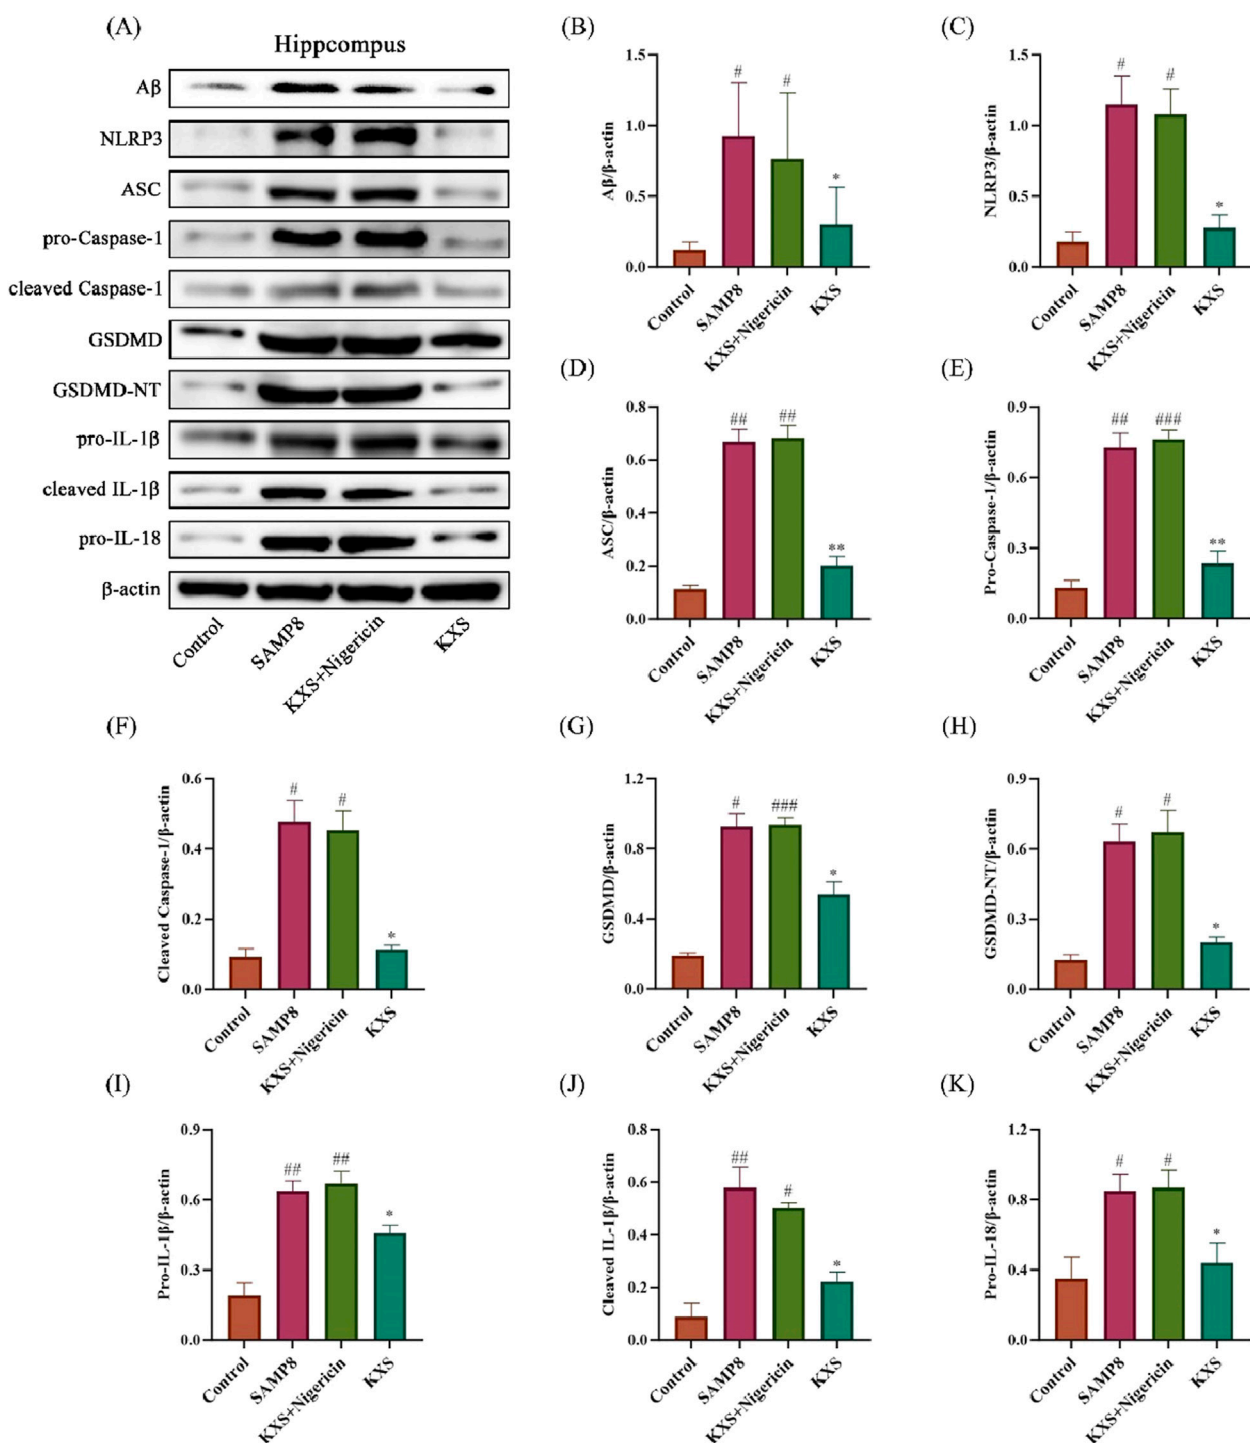 (A)
Hippcompus
Aβ
NLRP3
ASC
pro-Caspase-1
cleaved Caspase-1
GSDMD
GSDMD-NT
pro-IL-1β
cleaved IL-1β
pro-IL-18
β-actin
Control
SAMP8
KXS+Nigericin
KXS
(B)
Aβ/β-actin
1.5
1.0
0.5
0.0
#
#
*
Control
SAMP8
KXS+Nigericin
KXS
(C)
NLRP3/β-actin
1.5
1.0
0.5
0.0
#
#
*
Control
SAMP8
KXS+Nigericin
KXS
(D)
ASC/β-actin
0.8
0.6
0.4
0.2
0.0
##
##
**
Control
SAMP8
KXS+Nigericin
KXS
(E)
Pro-Caspase-1/β-actin
0.9
0.6
0.3
0.0
##
###
**
Control
SAMP8
KXS+Nigericin
KXS
(F)
Cleaved Caspase-1/β-actin
0.6
0.4
0.2
0.0
#
#
*
Control
SAMP8
KXS+Nigericin
KXS
(G)
GSDMD/β-actin
1.2
0.8
0.4
0.0
#
###
*
Control
SAMP8
KXS+Nigericin
KXS
(H)
GSDMD-NT/β-actin
0.9
0.6
0.3
0.0
#
#
*
Control
SAMP8
KXS+Nigericin
KXS
(I)
Pro-IL-1β/β-actin
0.9
0.6
0.3
0.0
##
##
*
Control
SAMP8
KXS+Nigericin
KXS
(J)
Cleaved IL-1β/β-actin
0.8
0.6
0.4
0.2
0.0
##
#
*
Control
SAMP8
KXS+Nigericin
KXS
(K)
Pro-IL-18/β-actin
1.2
0.8
0.4
0.0
#
#
*
Control
SAMP8
KXS+Nigericin
KXS